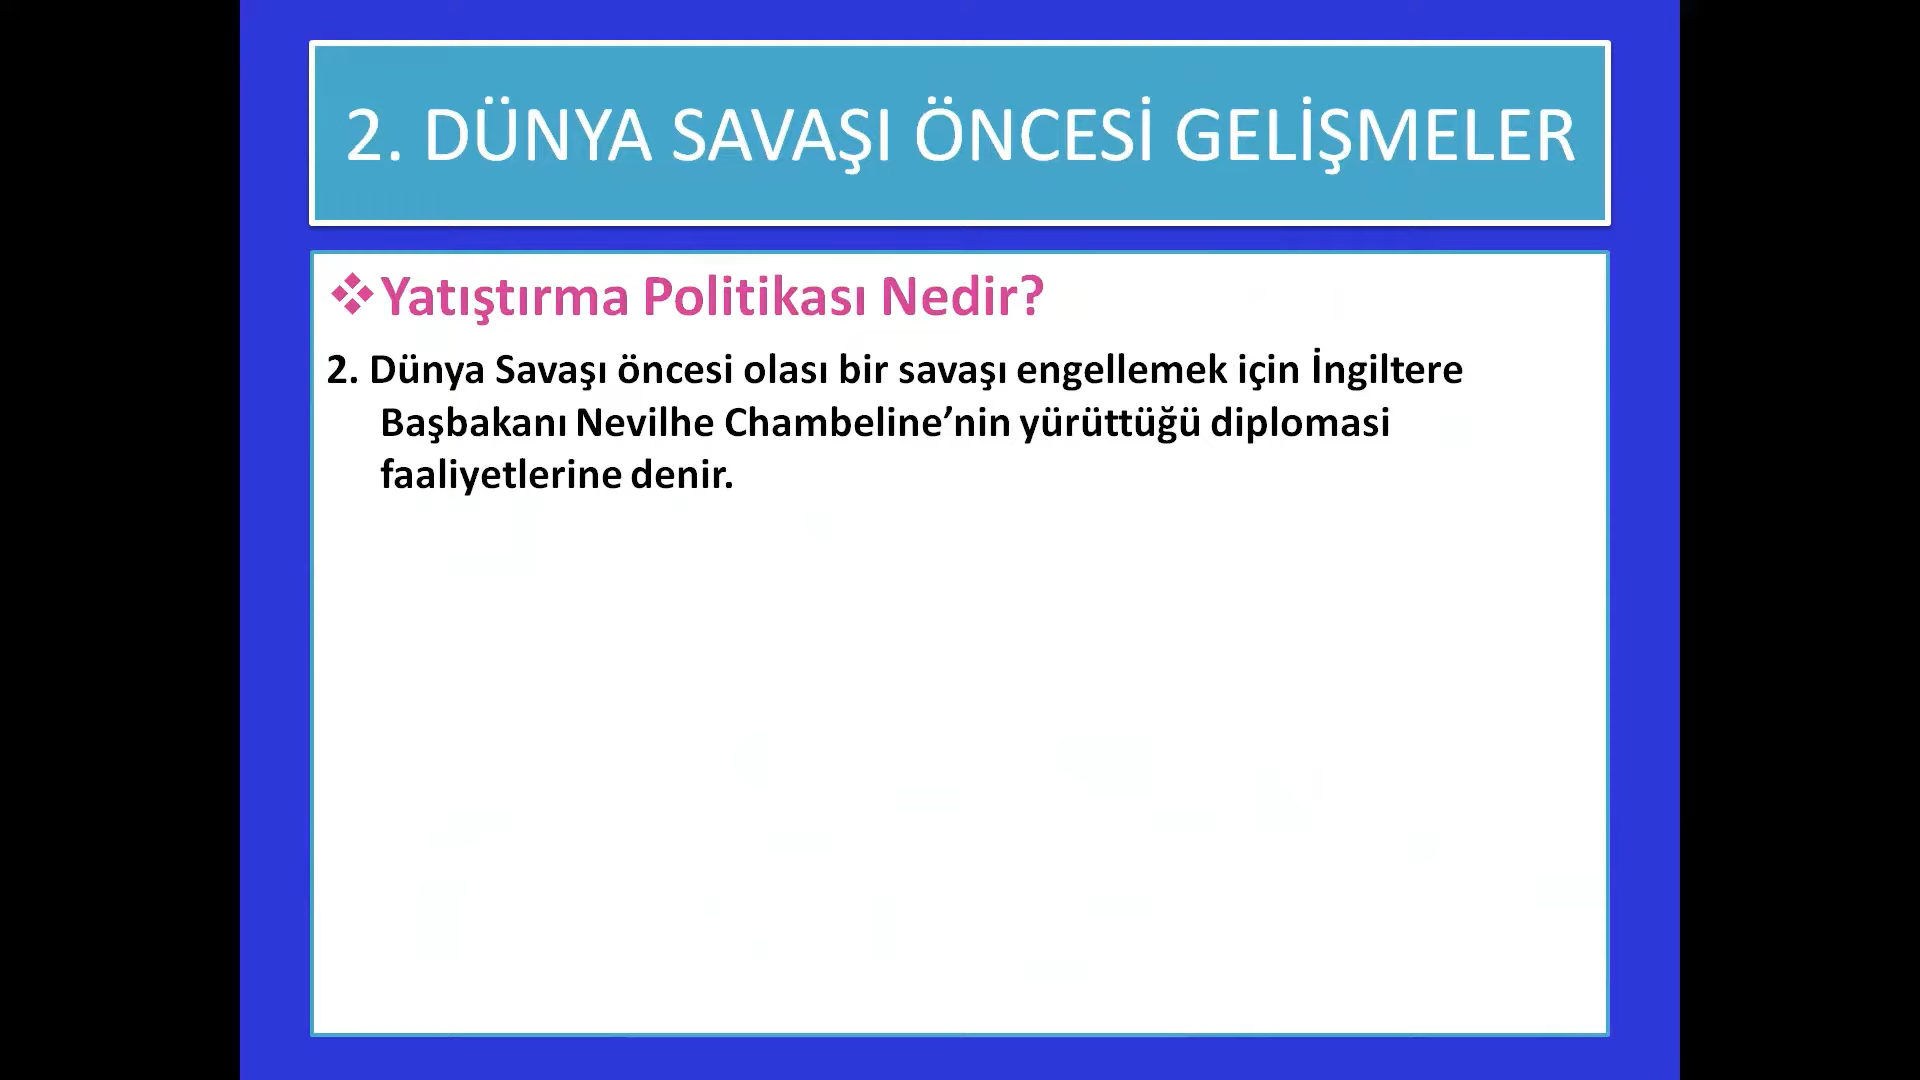 2. DÜNYA SAVAŞI ÖNCESİ GELİŞMELER
❖Yatıştırma Politikası Nedir?
2. Dünya Savaşı öncesi olası bir savaşı engellemek için İngiltere
Başbakanı Nevilhe Chambeline’nin yürüttüğü diplomasi
faaliyetlerine denir.